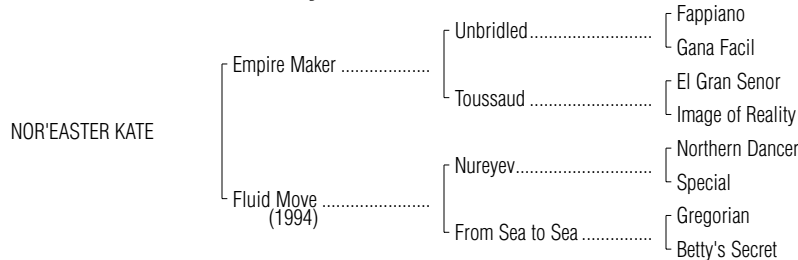 Fappiano
Unbridled..............................
Gana Facil
Empire Maker .....................
El Gran Senor
Toussaud ..............................
Image of Reality
NOR'EASTER KATE
Northern Dancer
Nureyev.................................
Special
Fluid Move .........................
(1994)
Gregorian
From Sea to Sea .................
Betty's Secret